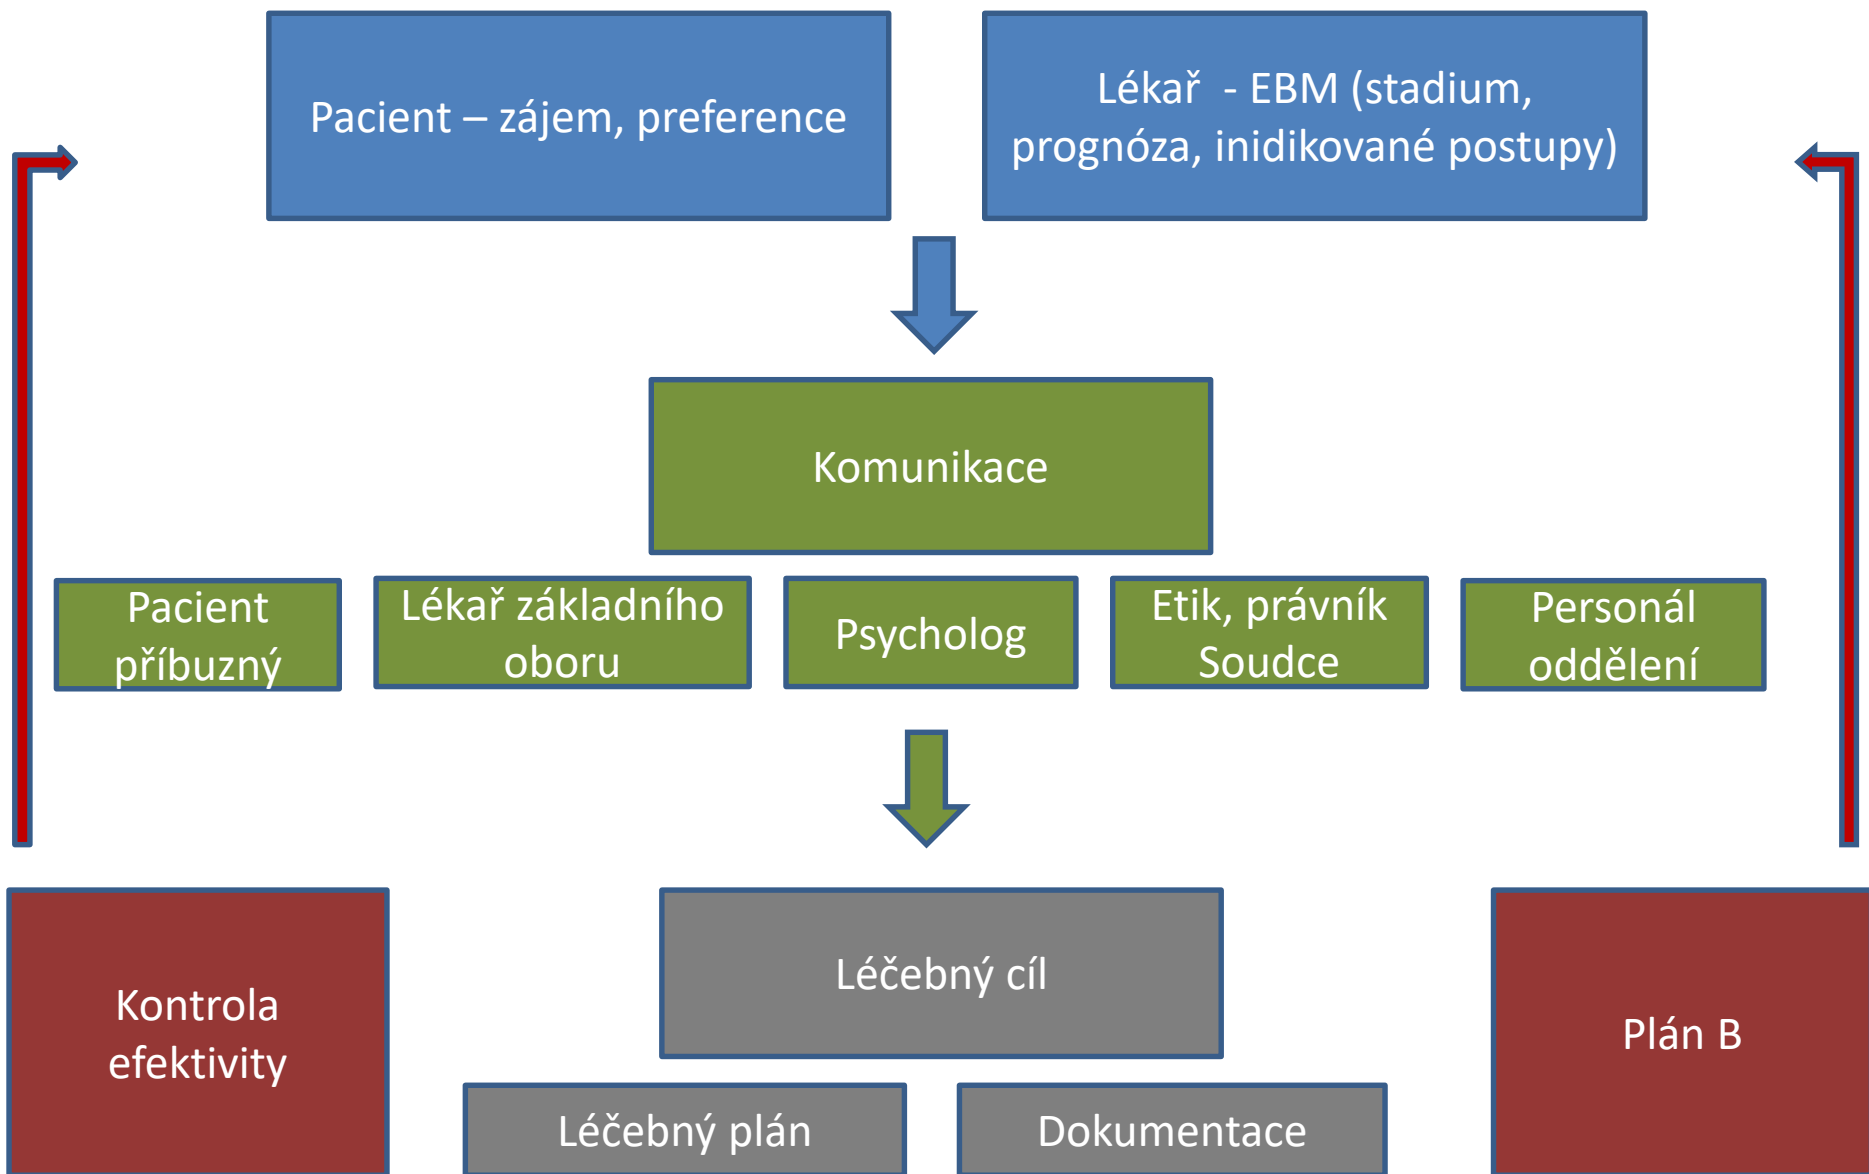 Pacient – zájem, preference
Lékař  - EBM (stadium,
prognóza, inidikované postupy)
Komunikace
Pacient
příbuzný
Lékař základního
oboru
Psycholog
Etik, právník
Soudce
Personál
oddělení
Kontrola
efektivity
Léčebný cíl
Plán B
Léčebný plán
Dokumentace